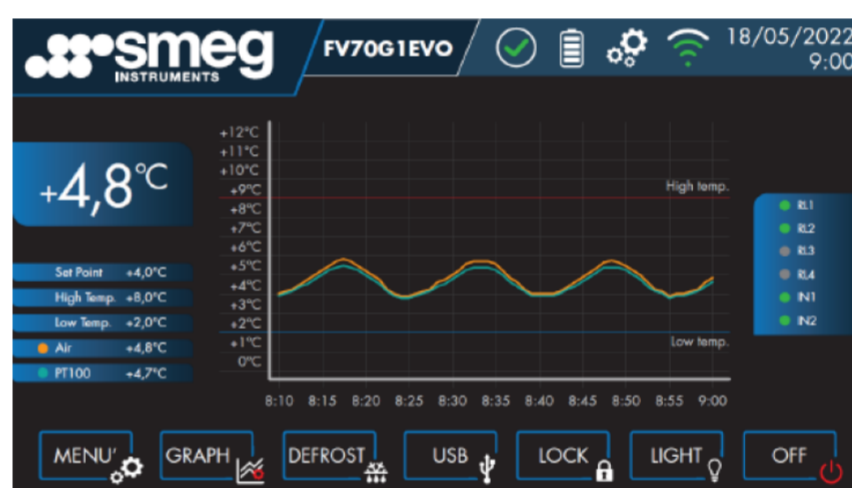 smeg
INSTRUMENTS
FV70G1EVO
18/05/2022
9:00
+4,8°C
Set Point +4,0°C
High Temp. +8,0°C
Low Temp. +2,0°C
Air +4,8°C
PT100 +4,7°C
+12°C
+11°C
+10°C
+9°C
+8°C
+7°C
+6°C
+5°C
+4°C
+3°C
+2°C
+1°C
0°C
High temp.
Low temp.
8:10 8:15 8:20 8:25 8:30 8:35 8:40 8:45 8:50 8:55 9:00
RL1
RL2
RL3
RL4
IN1
IN2
MENU'
GRAPH
DEFROST
USB
LOCK
LIGHT
OFF